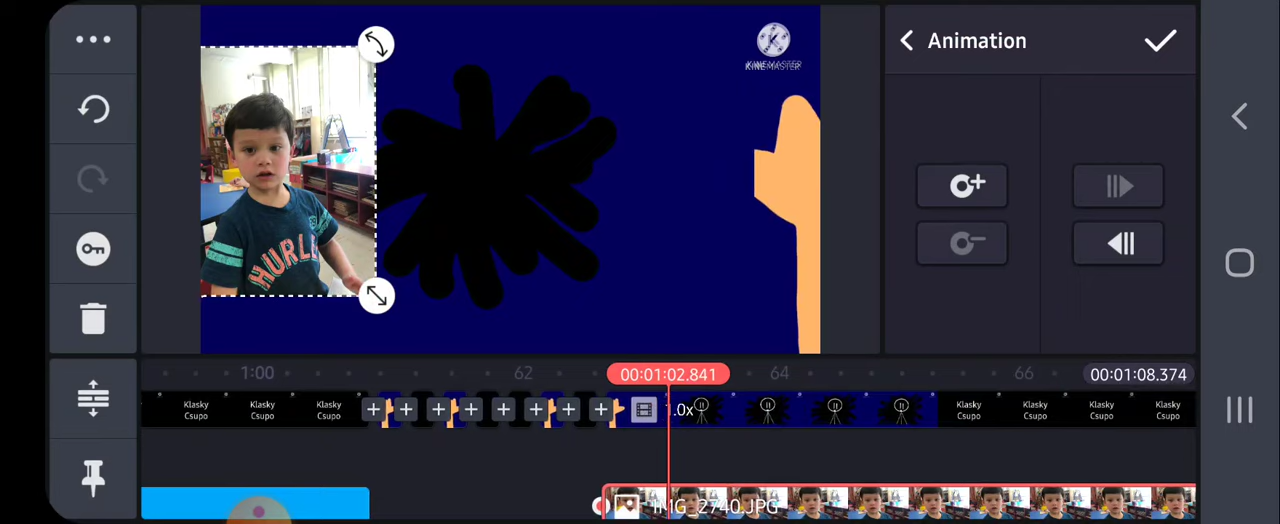 KINEMASTER
Animation
HURLEY
00:01:02.841
1:00
62
64
66
00:01:08.374
Klasky
Csupo
Klasky
Csupo
Klasky
Csupo
1.0x
Klasky
Csupo
Klasky
Csupo
Klasky
Csupo
Klasky
Csupo
IMG_2740.JPG